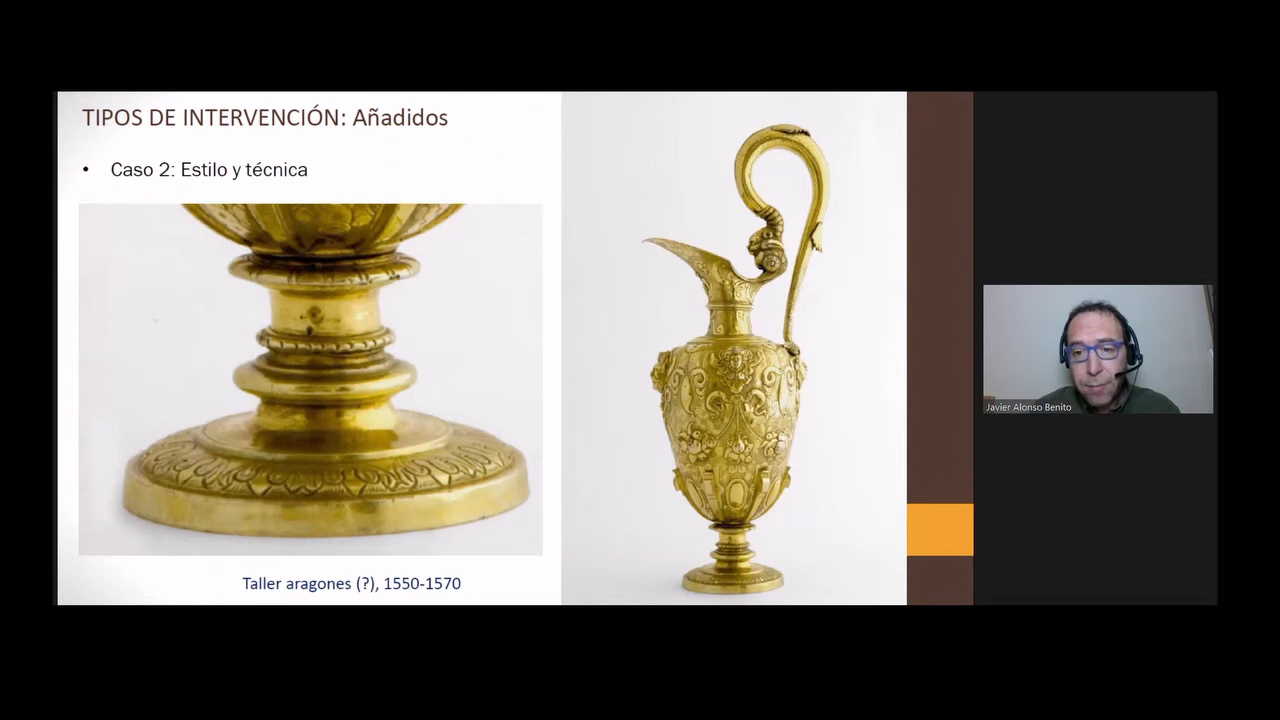 TIPOS DE INTERVENCIÓN: Añadidos
• Caso 2: Estilo y técnica
Taller aragones (?), 1550-1570
Javier Alonso Benito